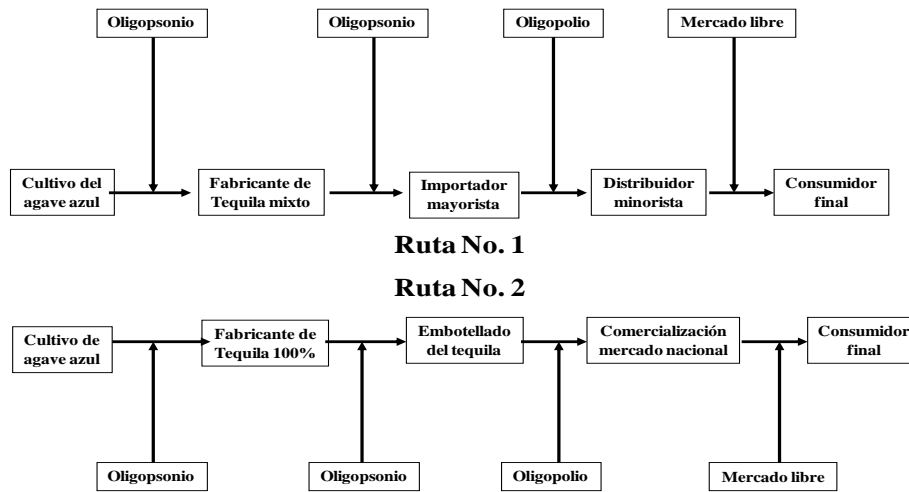 Oligopsonio
Oligopsonio
Oligopolio
Mercado libre
Cultivo del
agave azul
Fabricante de
Tequila mixto
Importador
mayorista
Distribuidor
minorista
Consumidor
final
Ruta No. 1
Ruta No. 2
Cultivo de
agave azul
Fabricante de
Tequila 100%
Embotellado
del tequila
Comercialización
mercado nacional
Consumidor
final
Oligopsonio
Oligopsonio
Oligopolio
Mercado libre